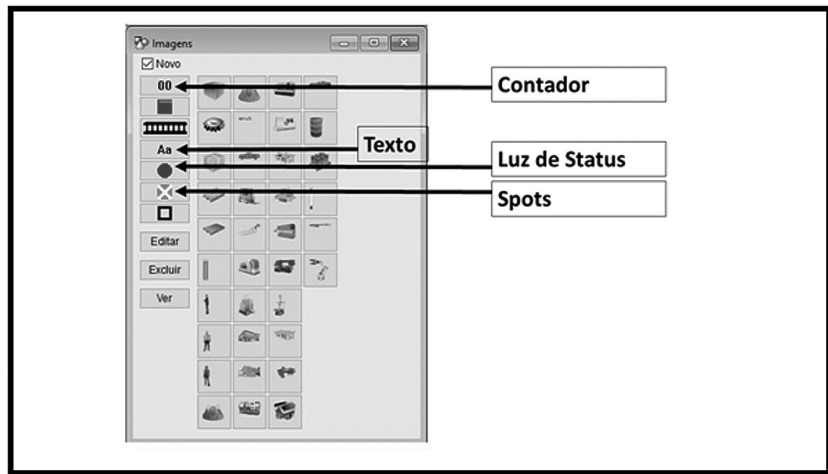 Imagens
Novo
00
Contador
Aa
Texto
Luz de Status
Spots
Editar
Excluir
Ver